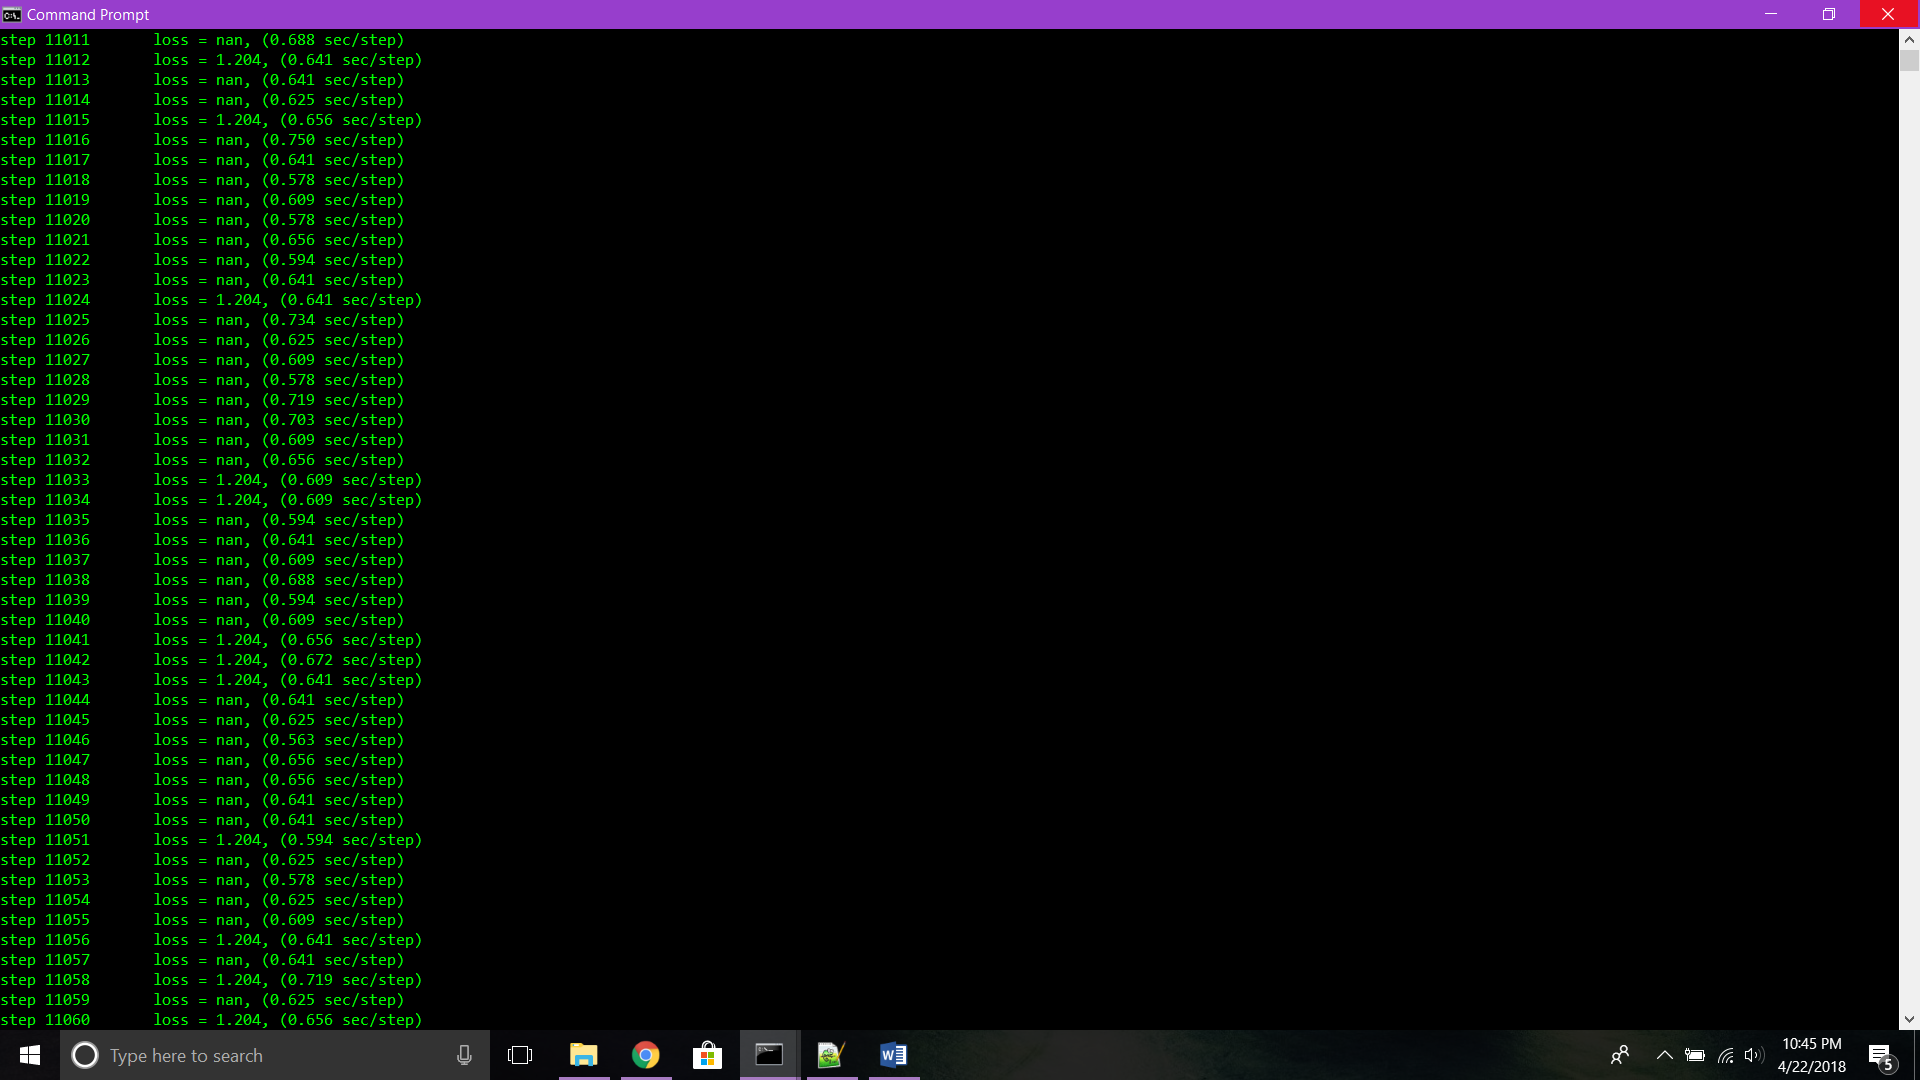 Command Prompt
step 11011 loss = nan, (0.688 sec/step)
step 11012 loss = 1.204, (0.641 sec/step)
step 11013 loss = nan, (0.641 sec/step)
step 11014 loss = nan, (0.625 sec/step)
step 11015 loss = 1.204, (0.656 sec/step)
step 11016 loss = nan, (0.750 sec/step)
step 11017 loss = nan, (0.641 sec/step)
step 11018 loss = nan, (0.578 sec/step)
step 11019 loss = nan, (0.609 sec/step)
step 11020 loss = nan, (0.578 sec/step)
step 11021 loss = nan, (0.656 sec/step)
step 11022 loss = nan, (0.594 sec/step)
step 11023 loss = nan, (0.641 sec/step)
step 11024 loss = 1.204, (0.641 sec/step)
step 11025 loss = nan, (0.734 sec/step)
step 11026 loss = nan, (0.625 sec/step)
step 11027 loss = nan, (0.609 sec/step)
step 11028 loss = nan, (0.578 sec/step)
step 11029 loss = nan, (0.719 sec/step)
step 11030 loss = nan, (0.703 sec/step)
step 11031 loss = nan, (0.609 sec/step)
step 11032 loss = nan, (0.656 sec/step)
step 11033 loss = 1.204, (0.609 sec/step)
step 11034 loss = 1.204, (0.609 sec/step)
step 11035 loss = nan, (0.594 sec/step)
step 11036 loss = nan, (0.641 sec/step)
step 11037 loss = nan, (0.609 sec/step)
step 11038 loss = nan, (0.688 sec/step)
step 11039 loss = nan, (0.594 sec/step)
step 11040 loss = nan, (0.609 sec/step)
step 11041 loss = 1.204, (0.656 sec/step)
step 11042 loss = 1.204, (0.672 sec/step)
step 11043 loss = 1.204, (0.641 sec/step)
step 11044 loss = nan, (0.641 sec/step)
step 11045 loss = nan, (0.625 sec/step)
step 11046 loss = nan, (0.563 sec/step)
step 11047 loss = nan, (0.656 sec/step)
step 11048 loss = nan, (0.656 sec/step)
step 11049 loss = nan, (0.641 sec/step)
step 11050 loss = nan, (0.641 sec/step)
step 11051 loss = 1.204, (0.594 sec/step)
step 11052 loss = nan, (0.625 sec/step)
step 11053 loss = nan, (0.578 sec/step)
step 11054 loss = nan, (0.625 sec/step)
step 11055 loss = nan, (0.609 sec/step)
step 11056 loss = 1.204, (0.641 sec/step)
step 11057 loss = nan, (0.641 sec/step)
step 11058 loss = 1.204, (0.719 sec/step)
step 11059 loss = nan, (0.625 sec/step)
step 11060 loss = 1.204, (0.656 sec/step)
Type here to search
10:45 PM
4/22/2018
5